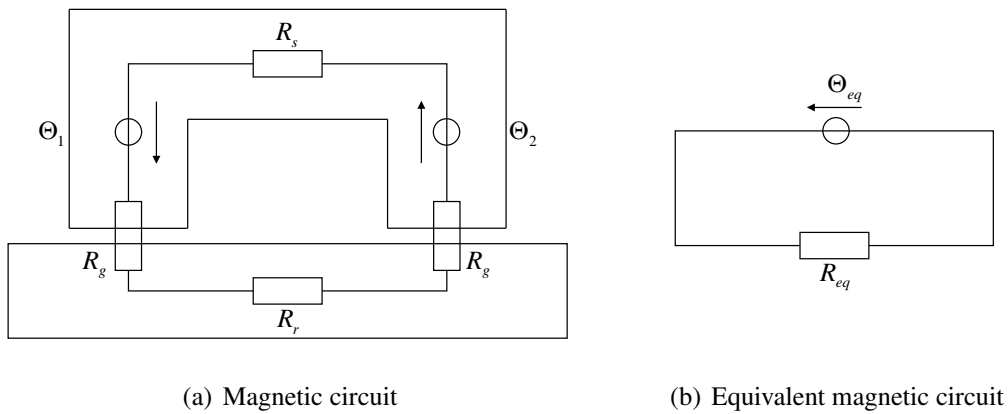 R_s
Θ_1
Θ_2
R_g
R_g
R_r
(a) Magnetic circuit
Θ_eq
R_eq
(b) Equivalent magnetic circuit